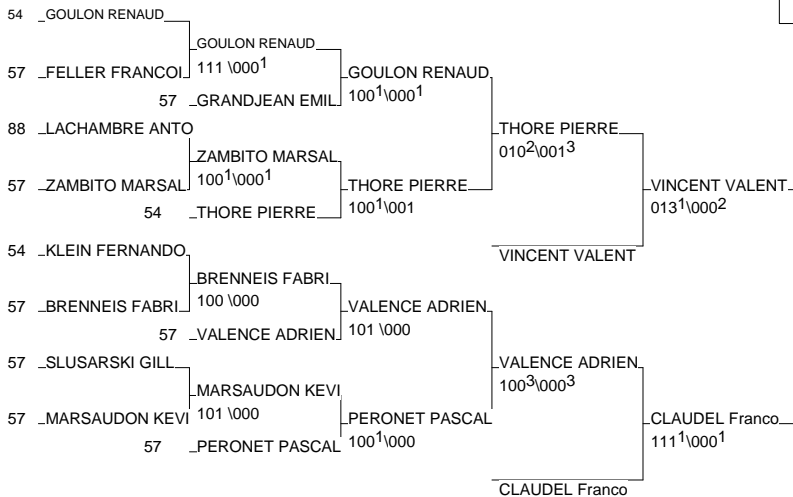 54 GOULON RENAUD
GOULON RENAUD
111 \000¹
57 FELLER FRANCOI
GOULON RENAUD
57 GRANDJEAN EMIL
100¹\000¹
88 LACHAMBRE ANTO
THORE PIERRE
010²\001³
ZAMBITO MARSAL
100¹\000¹
57 ZAMBITO MARSAL
THORE PIERRE
VINCENT VALENT
100¹\001
013¹\000²
54 THORE PIERRE
54 KLEIN FERNANDO
VINCENT VALENT
BRENNEIS FABRI
100 \000
57 BRENNEIS FABRI
VALENCE ADRIEN
57 VALENCE ADRIEN
101 \000
57 SLUSARSKI GILL
VALENCE ADRIEN
100³\000³
MARSAUDON KEVI
101 \000
57 MARSAUDON KEVI
PERONET PASCAL
CLAUDEL Franco
100¹\000
111¹\000¹
57 PERONET PASCAL
CLAUDEL Franco